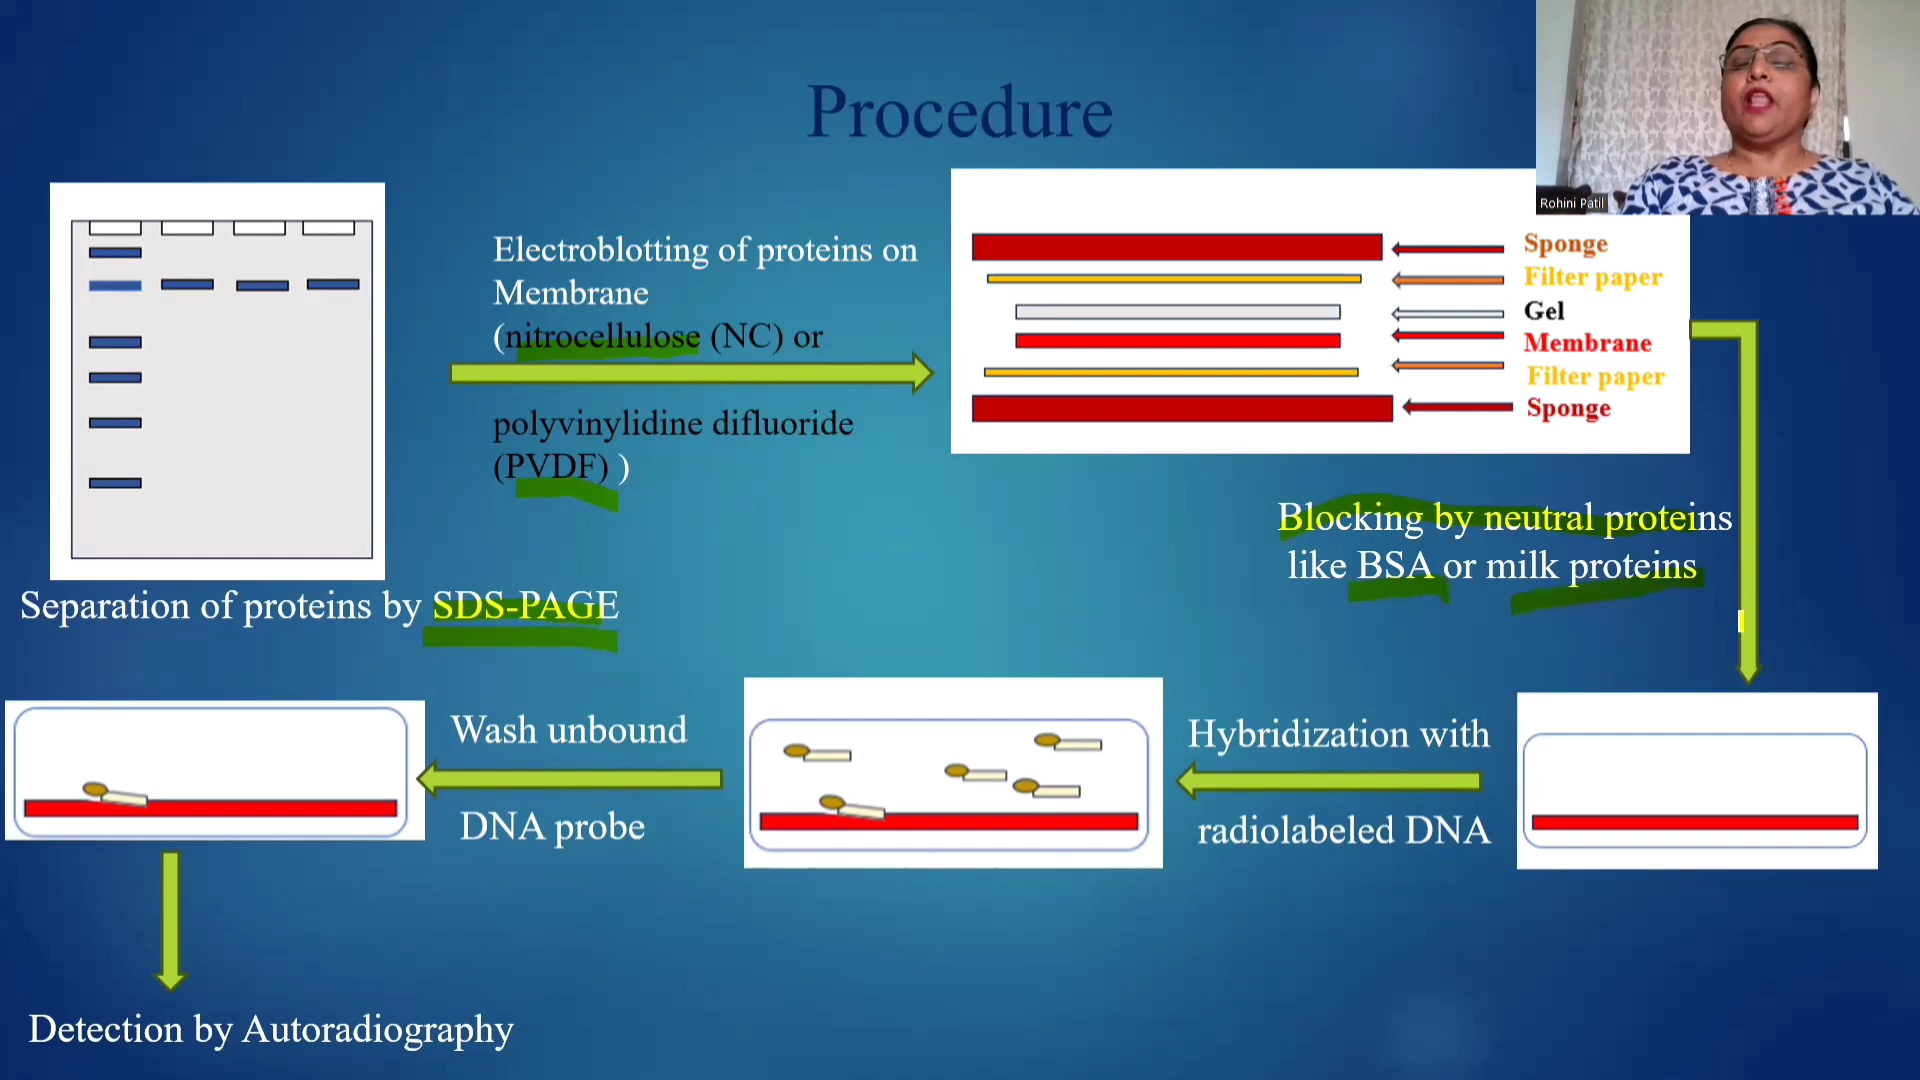 Procedure
Rohini Patil
Electroblotting of proteins on
Membrane
(nitrocellulose (NC) or
polyvinylidine difluoride
(PVDF) )
Sponge
Filter paper
Gel
Membrane
Filter paper
Sponge
Separation of proteins by SDS-PAGE
Blocking by neutral proteins
like BSA or milk proteins
Hybridization with
radiolabeled DNA
Wash unbound
DNA probe
Detection by Autoradiography